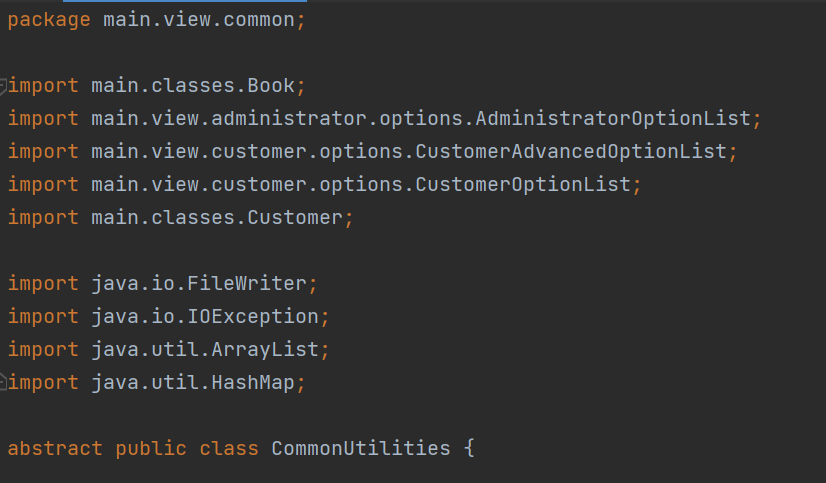 package main.view.common;
import main.classes.Book;
import main.view.administrator.options.AdministratorOptionList;
import main.view.customer.options.CustomerAdvancedOptionList;
import main.view.customer.options.CustomerOptionList;
import main.classes.Customer;
import java.io.FileWriter;
import java.io.IOException;
import java.util.ArrayList;
import java.util.HashMap;
abstract public class CommonUtilities {